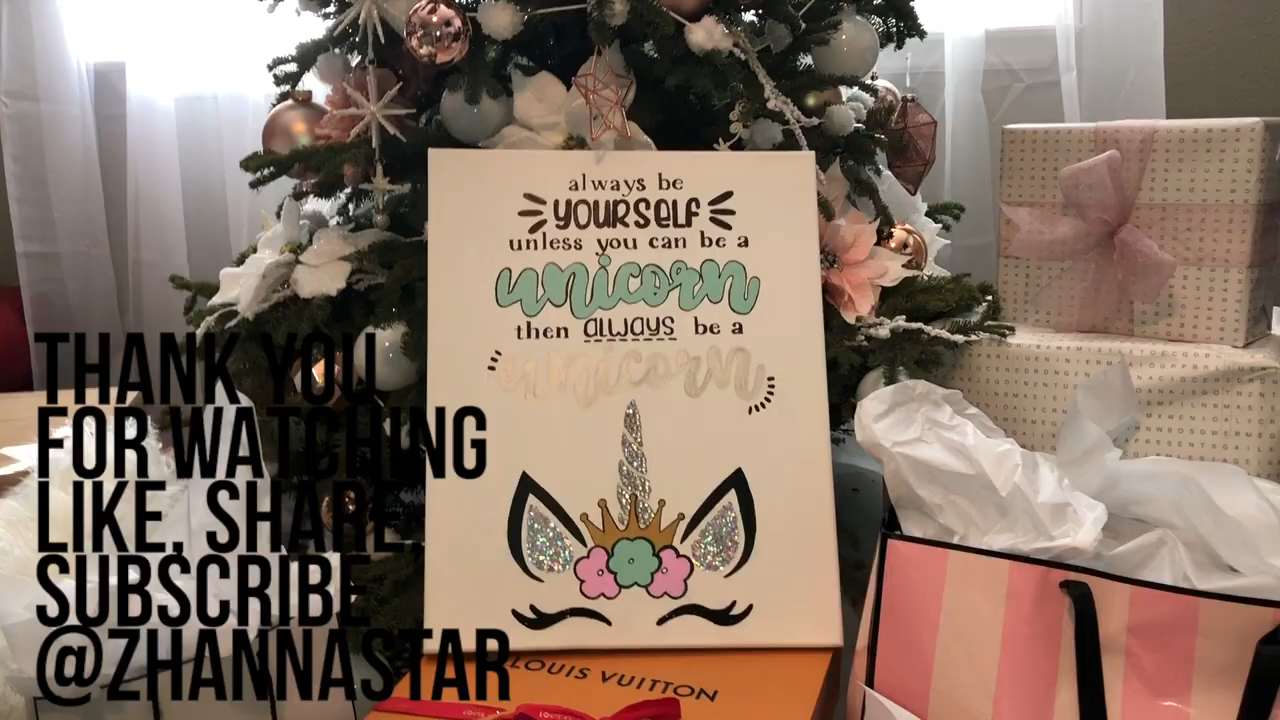 always be
YOURSELF
unless you can be a
unicorn
then always be a
unicorn
THANK YOU
FOR WATCHING
LIKE, SHARE,
SUBSCRIBE
@ZHANNASTAR
LOUIS VUITTON